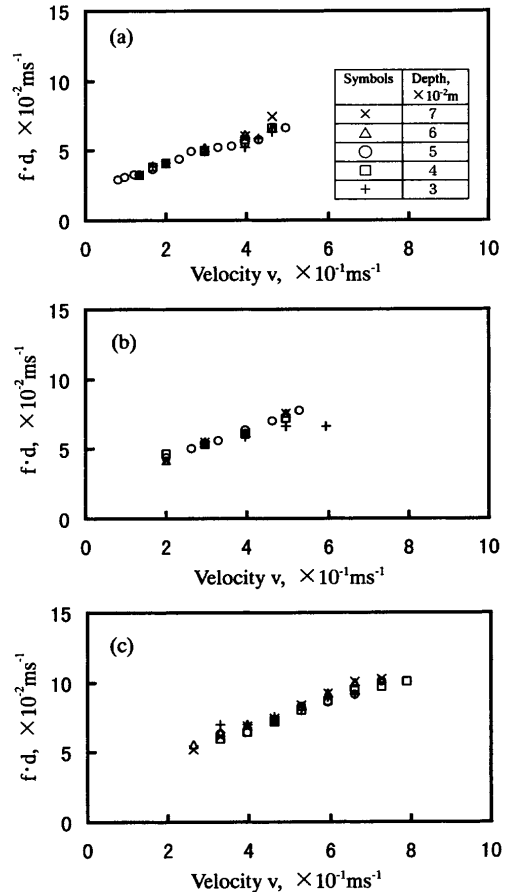 (a)
15
10
5
0
f·d, ×10⁻²ms⁻¹
Symbols Depth, ×10⁻²m
× 7
△ 6
○ 5
□ 4
+ 3
0 2 4 6 8 10
Velocity v, ×10⁻¹ms⁻¹
(b)
15
10
5
0
f·d, ×10⁻²ms⁻¹
0 2 4 6 8 10
Velocity v, ×10⁻¹ms⁻¹
(c)
15
10
5
0
f·d, ×10⁻²ms⁻¹
0 2 4 6 8 10
Velocity v, ×10⁻¹ms⁻¹